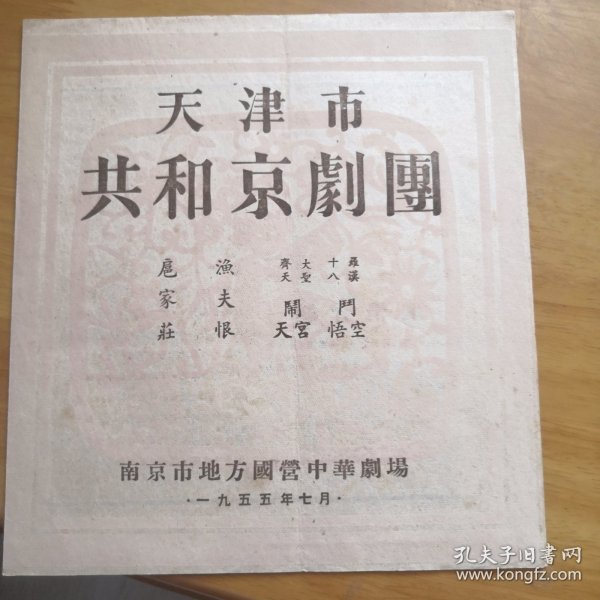 天津市
共和京劇團
扈家莊
漁夫恨
齊天大聖
鬧天宮
十八羅漢
鬥悟空
南京市地方國營中華劇場
·一九五五年七月·
孔夫子旧书网
www.kongfz.com